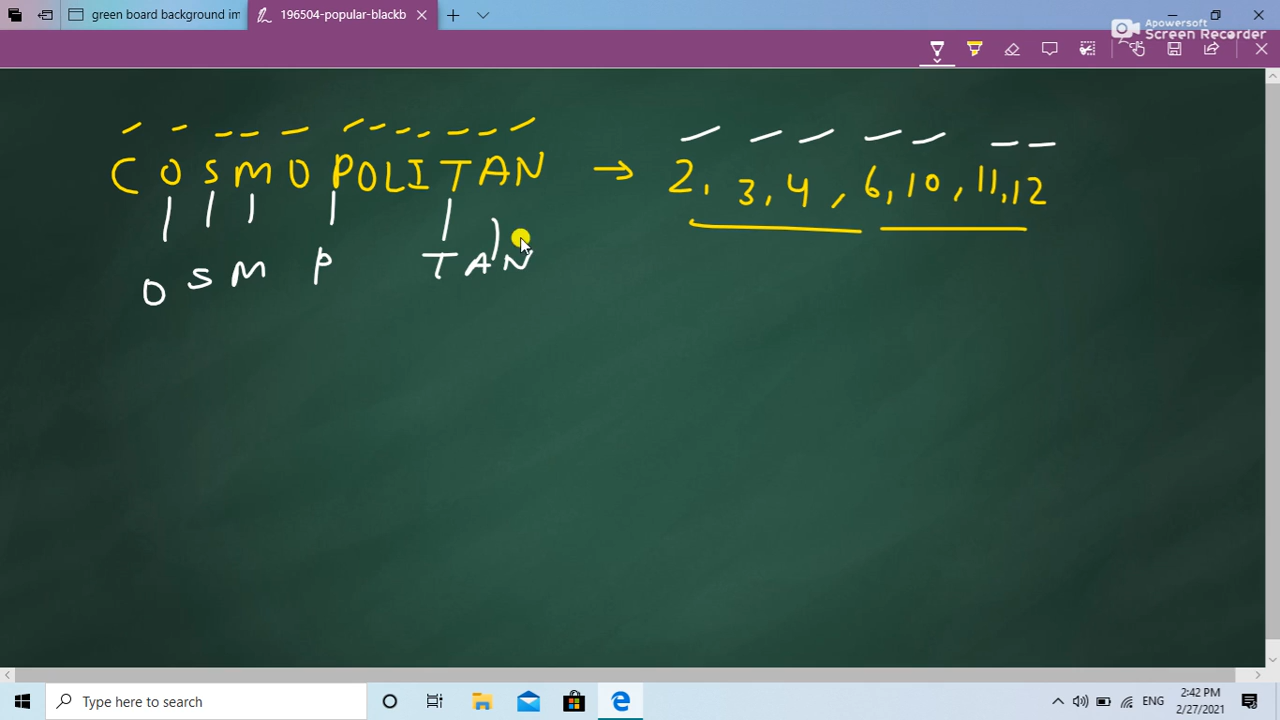 green board background im
196504-popular-blackb
Apowersoft
Screen Recorder
COSMOPOLITAN → 2, 3, 4, 6, 10, 11, 12
O S M P T A N
Type here to search
ENG
2:42 PM
2/27/2021